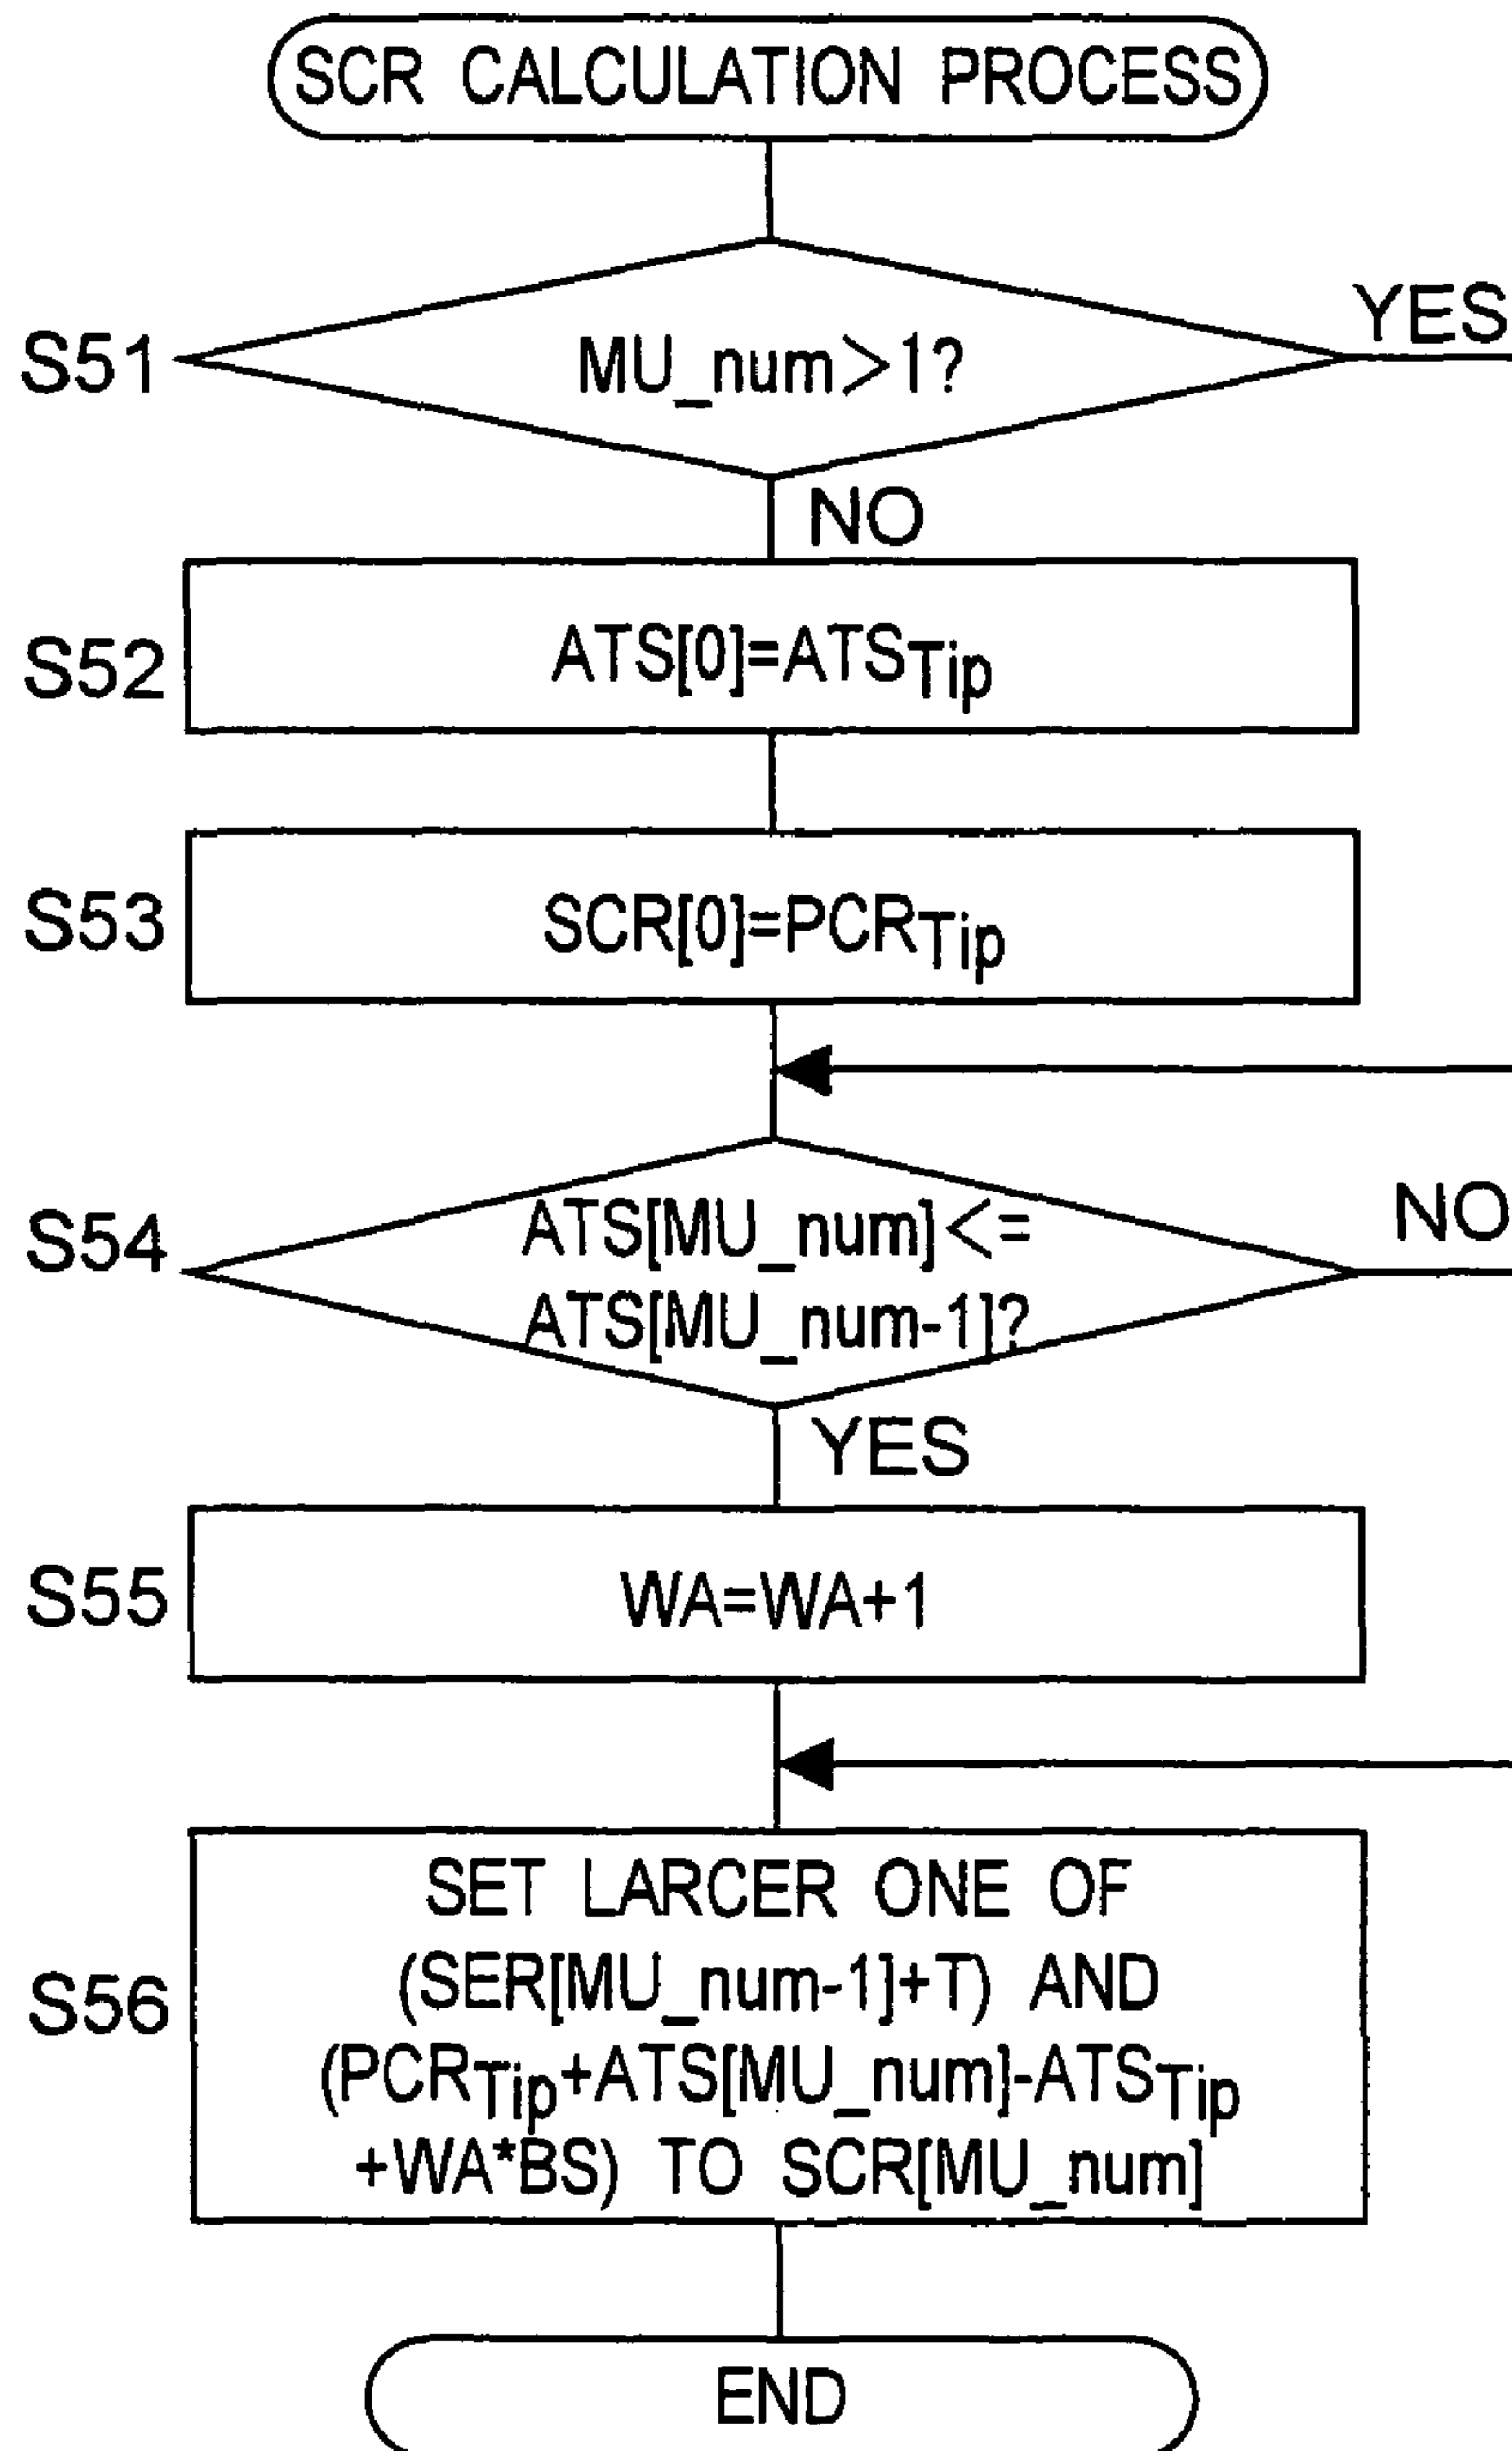 SCR CALCULATION PROCESS
S51
MU_num>1?
YES
NO
S52
ATS[0]=ATSTip
S53
SCR[0]=PCRTip
S54
ATS[MU_num]<=
ATS[MU_num-1]?
NO
YES
S55
WA=WA+1
S56
SET LARCER ONE OF
(SER[MU_num-1]+T) AND
(PCRTip+ATS[MU_num]-ATSTip
+WA*BS) TO SCR[MU_num]
END